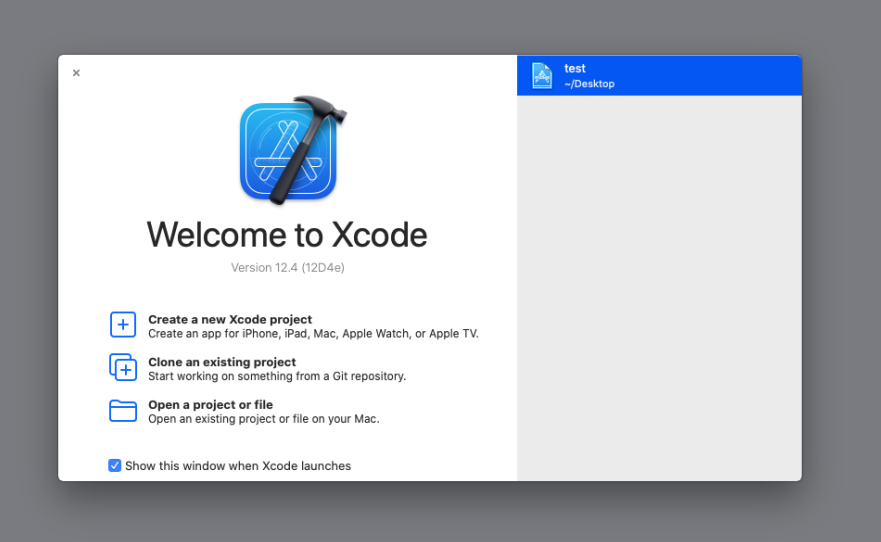 Welcome to Xcode
Version 12.4 (12D4e)
Create a new Xcode project
Create an app for iPhone, iPad, Mac, Apple Watch, or Apple TV.
Clone an existing project
Start working on something from a Git repository.
Open a project or file
Open an existing project or file on your Mac.
Show this window when Xcode launches
test
~/Desktop